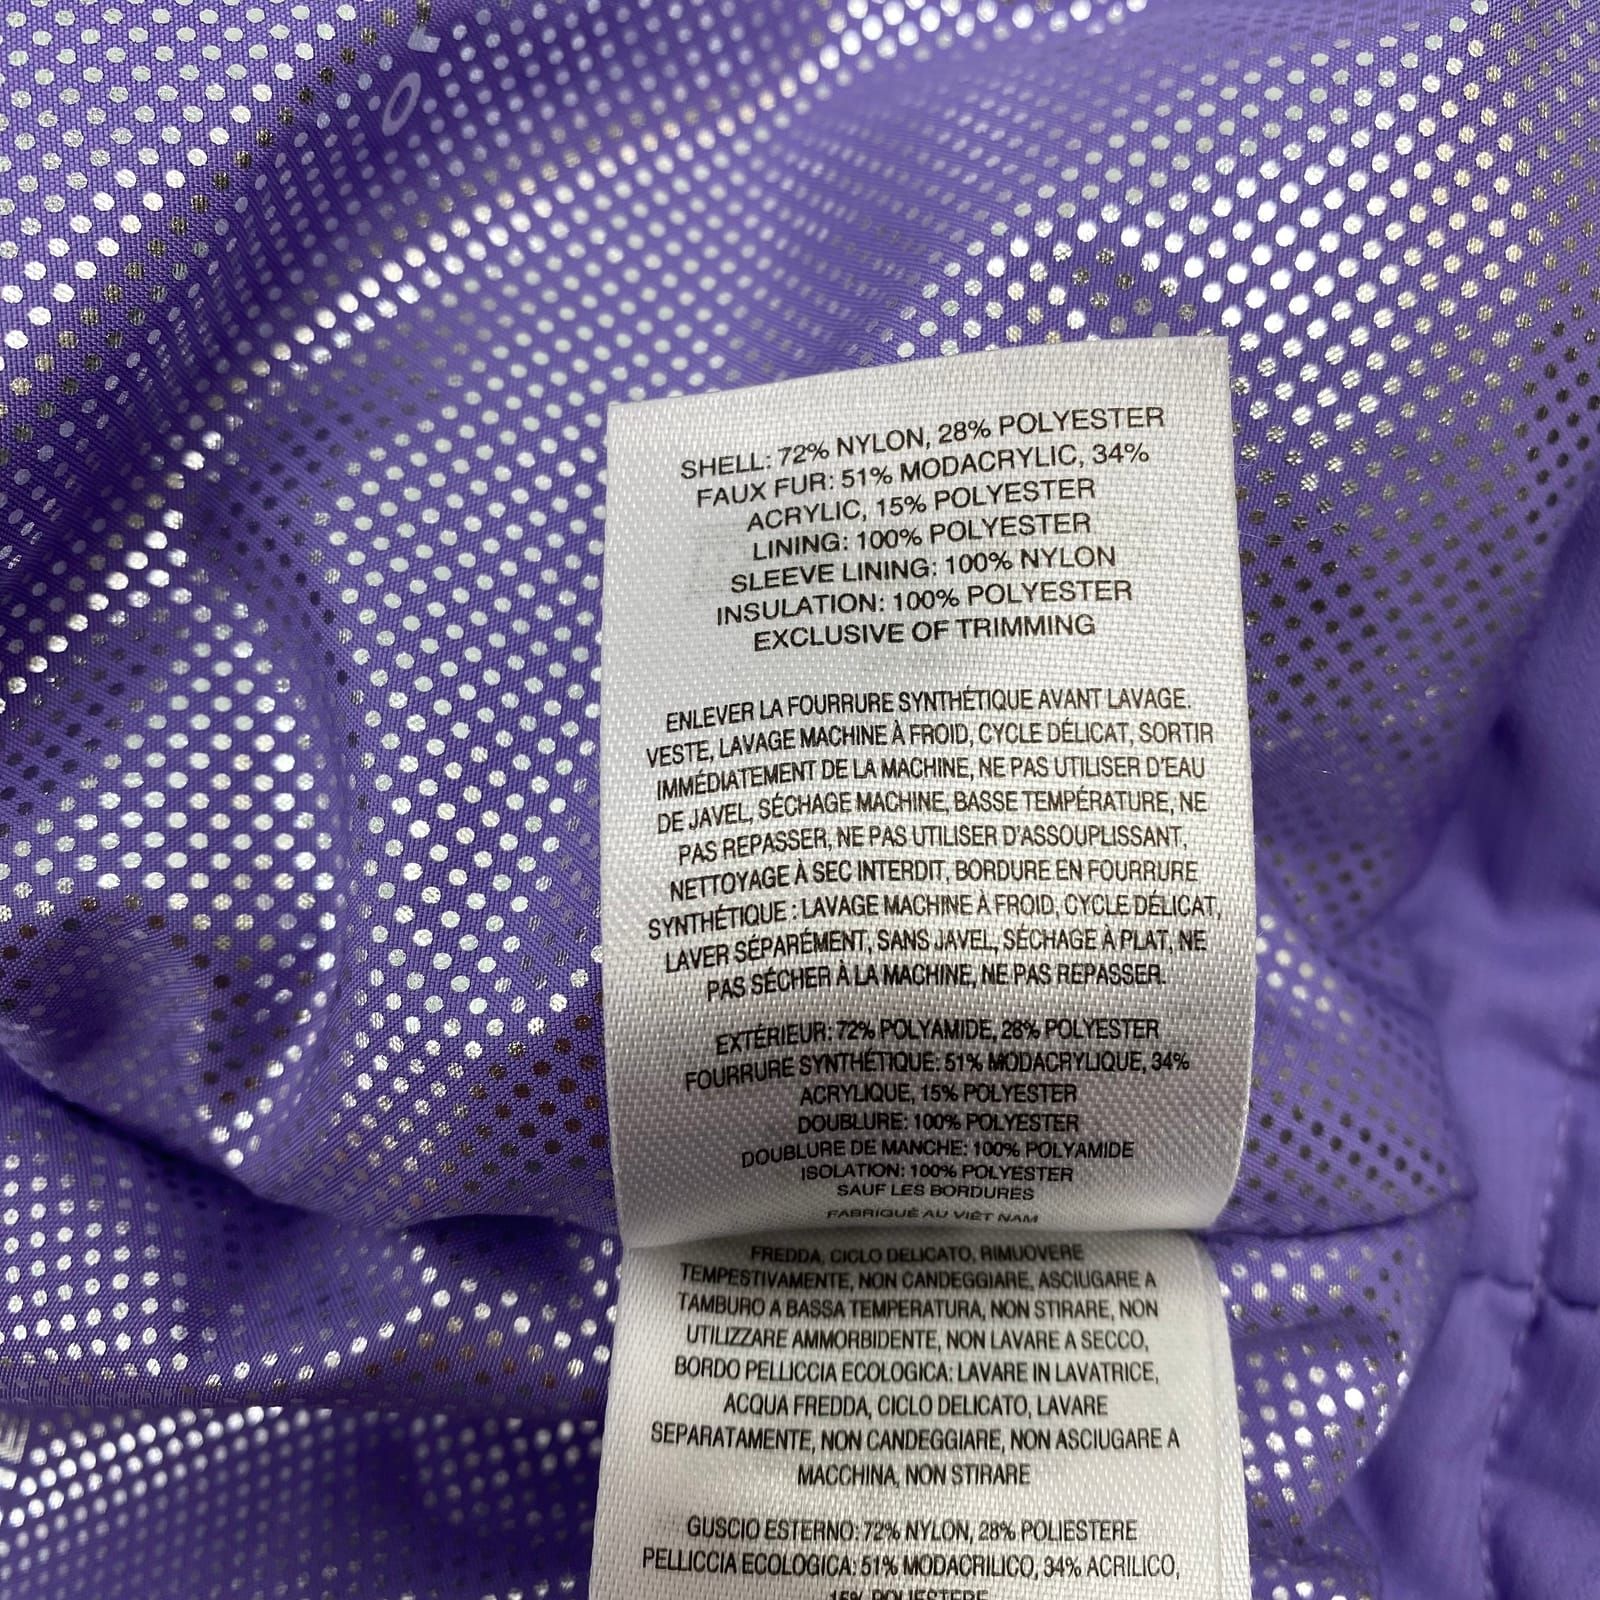 SHELL: 72% NYLON, 28% POLYESTER
FAUX FUR: 51% MODACRYLIC, 34%
ACRYLIC, 15% POLYESTER
LINING: 100% POLYESTER
SLEEVE LINING: 100% NYLON
INSULATION: 100% POLYESTER
EXCLUSIVE OF TRIMMING
ENLEVER LA FOURRURE SYNTHÉTIQUE AVANT LAVAGE.
VESTE, LAVAGE MACHINE À FROID, CYCLE DÉLICAT, SORTIR
IMMÉDIATEMENT DE LA MACHINE, NE PAS UTILISER D'EAU
DE JAVEL, SÉCHAGE MACHINE, BASSE TEMPÉRATURE, NE
PAS REPASSER, NE PAS UTILISER D'ASSOUPLISSANT,
NETTOYAGE À SEC INTERDIT, BORDURE EN FOURRURE
SYNTHÉTIQUE : LAVAGE MACHINE À FROID, CYCLE DÉLICAT,
LAVER SÉPARÉMENT, SANS JAVEL, SÉCHAGE À PLAT, NE
PAS SÉCHER À LA MACHINE, NE PAS REPASSER.
EXTÉRIEUR: 72% POLYAMIDE, 28% POLYESTER
FOURRURE SYNTHÉTIQUE: 51% MODACRYLIQUE, 34%
ACRYLIQUE, 15% POLYESTER
DOUBLURE: 100% POLYESTER
DOUBLURE DE MANCHE: 100% POLYAMIDE
ISOLATION: 100% POLYESTER
SAUF LES BORDURES
FABRIQUÉ AU VIÊT NAM
FREDDA, CICLO DELICATO, RIMUOVERE
TEMPESTIVAMENTE, NON CANDEGGIARE, ASCIUGARE A
TAMBURO A BASSA TEMPERATURA, NON STIRARE, NON
UTILIZZARE AMMORBIDENTE, NON LAVARE A SECCO,
BORDO PELLICCIA ECOLOGICA: LAVARE IN LAVATRICE,
ACQUA FREDDA, CICLO DELICATO, LAVARE
SEPARATAMENTE, NON CANDEGGIARE, NON ASCIUGARE A
MACCHINA, NON STIRARE
GUSCIO ESTERNO: 72% NYLON, 28% POLIESTERE
PELLICCIA ECOLOGICA: 51% MODACRILICO, 34% ACRILICO,
15% POLIESTERE